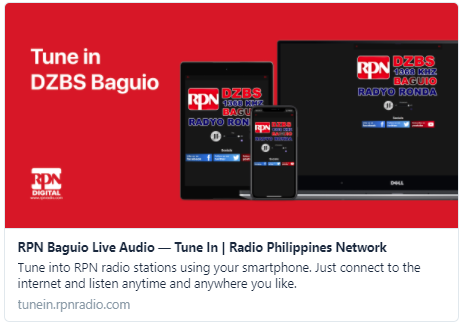 Tune in
DZBS Baguio
RPN
DIGITAL
www.rpnradio.com
RPN DZBS
1368 KHZ
BAGUIO
RADYO RONDA
RPN DZBS
1368 KHZ
BAGUIO
RADYO RONDA
RPN DZBS
1368 KHZ
BAGUIO
RADYO RONDA
DELL
RPN Baguio Live Audio — Tune In | Radio Philippines Network
Tune into RPN radio stations using your smartphone. Just connect to the
internet and listen anytime and anywhere you like.
tunein.rpnradio.com